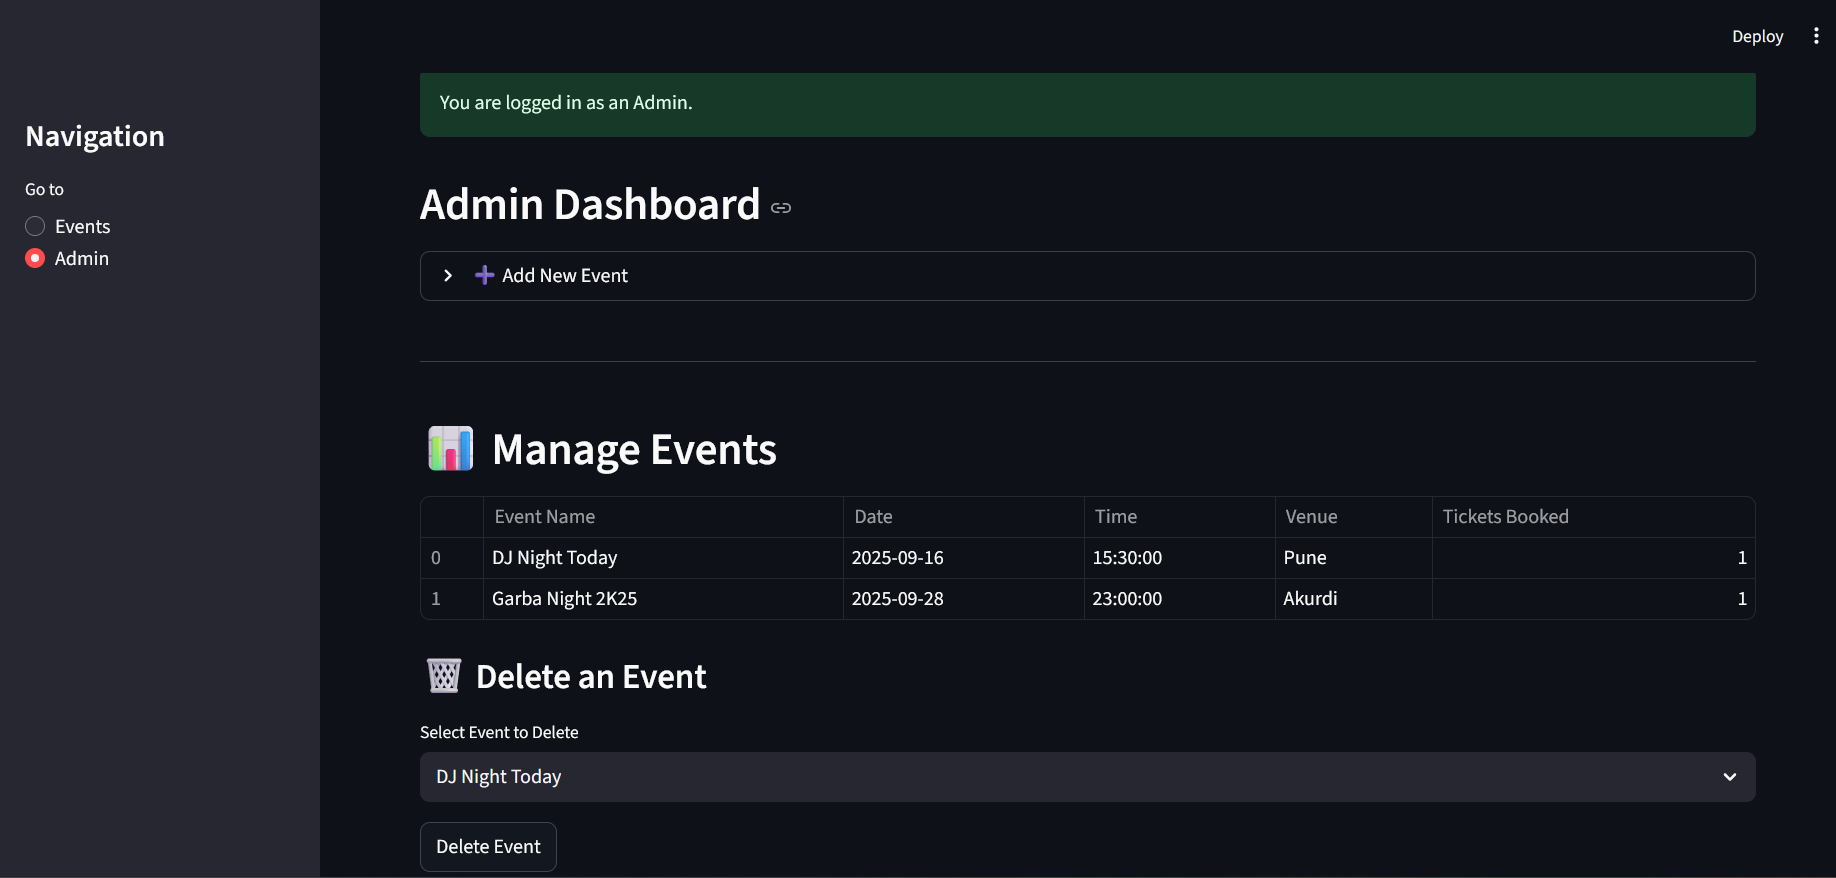 Deploy
Navigation
Go to
Events
Admin
You are logged in as an Admin.
Admin Dashboard
Add New Event
Manage Events
Event Name Date Time Venue Tickets Booked
0 DJ Night Today 2025-09-16 15:30:00 Pune 1
1 Garba Night 2K25 2025-09-28 23:00:00 Akurdi 1
Delete an Event
Select Event to Delete
DJ Night Today
Delete Event